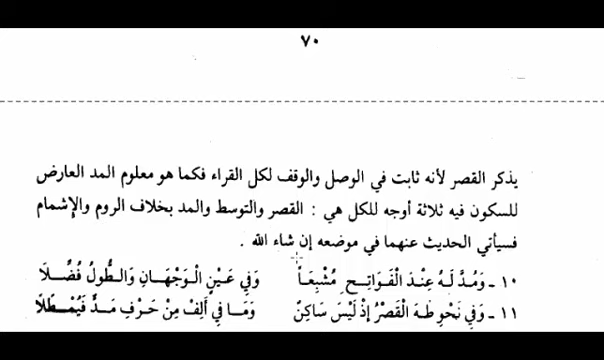 ٧٠
يذكر القصر لأنه ثابت في الوصل والوقف لكل القراء فكما هو معلوم المد العارض
للسكون فيه ثلاثة أوجه للكل هي : القصر والتوسط والمد بخلاف الروم والإشمام
فسيأتي الحديث عنهما في موضعه إن شاء الله .
١٠ ـ وَمُدَّ لَهُ عِنْدَ الْفَوَاتِحِ مُشْبِعَاً وَفِي عَيْنٍ الْوَجْهَانِ وَالطُّولُ فُضِّلَا
١١ ـ وَفِي نَحْوِ طَهَ الْقَصْرُ إِذْ لَيْسَ سَاكِنٌ وَمَا فِي أَلِفْ مِنْ حَرْفِ مَدٍّ فَيُمْطَلَا